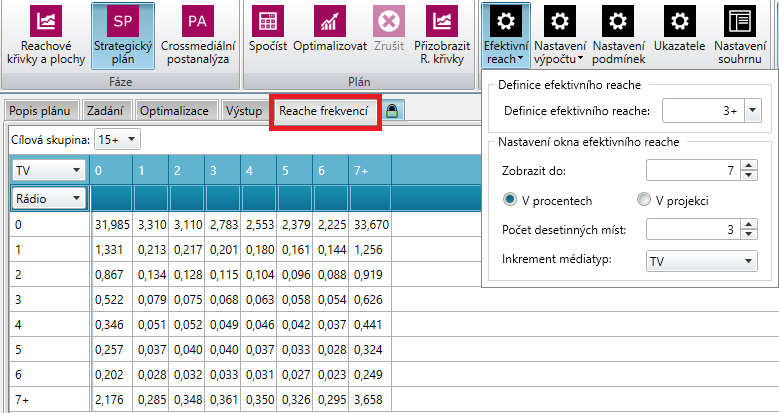 SP PA
Reachové křivky a plochy Strategický plán Crossmediální postanalýza Spočíst Optimalizovat Zrušit Přizobrazit R. křivky Efektivní reach Nastavení výpočtu Nastavení podmínek Ukazatele Nastavení souhrnu
Fáze Plán
Definice efektivního reache
Definice efektivního reache: 3+
Nastavení okna efektivního reache
Zobrazit do: 7
V procentech V projekci
Počet desetinných míst: 3
Inkrement médiatyp: TV
Popis plánu Zadání Optimalizace Výstup Reache frekvencí
Cílová skupina: 15+
TV 0 1 2 3 4 5 6 7+
Rádio
0 31,985 3,310 3,110 2,783 2,553 2,379 2,225 33,670
1 1,331 0,213 0,217 0,201 0,180 0,161 0,144 1,256
2 0,867 0,134 0,128 0,115 0,104 0,096 0,088 0,919
3 0,522 0,079 0,075 0,068 0,063 0,058 0,054 0,626
4 0,346 0,051 0,052 0,049 0,046 0,042 0,037 0,441
5 0,257 0,037 0,040 0,040 0,037 0,033 0,028 0,324
6 0,202 0,028 0,032 0,033 0,031 0,027 0,023 0,249
7+ 2,176 0,285 0,348 0,361 0,350 0,326 0,295 3,658